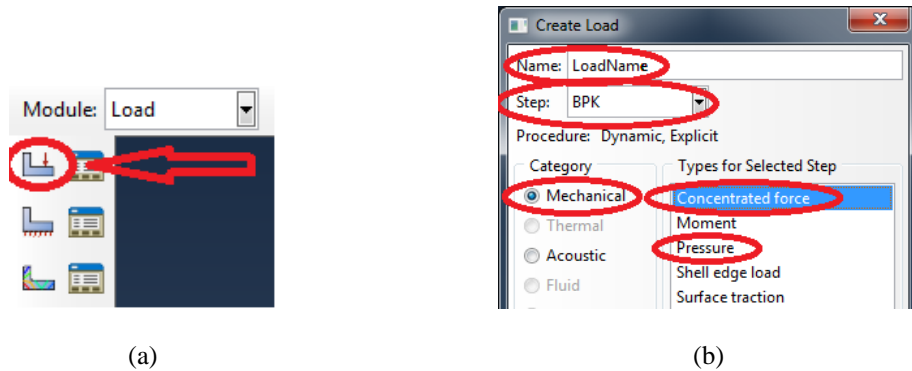 Module: Load
(a)
Create Load
X
Name: LoadName
Step: BPK
Procedure: Dynamic, Explicit
Category
Mechanical
Thermal
Acoustic
Fluid
Types for Selected Step
Concentrated force
Moment
Pressure
Shell edge load
Surface traction
(b)